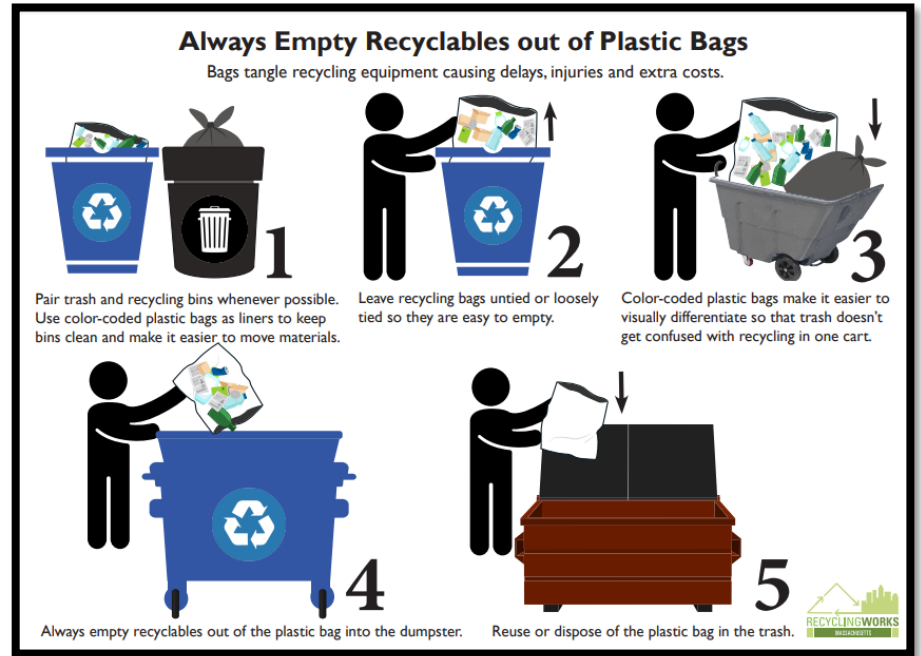 Always Empty Recyclables out of Plastic Bags
Bags tangle recycling equipment causing delays, injuries and extra costs.
1
Pair trash and recycling bins whenever possible.
Use color-coded plastic bags as liners to keep
bins clean and make it easier to move materials.
2
Leave recycling bags untied or loosely
tied so they are easy to empty.
3
Color-coded plastic bags make it easier to
visually differentiate so that trash doesn't
get confused with recycling in one cart.
4
Always empty recyclables out of the plastic bag into the dumpster.
5
Reuse or dispose of the plastic bag in the trash.
RECYCLINGWORKS
MASSACHUSETTS